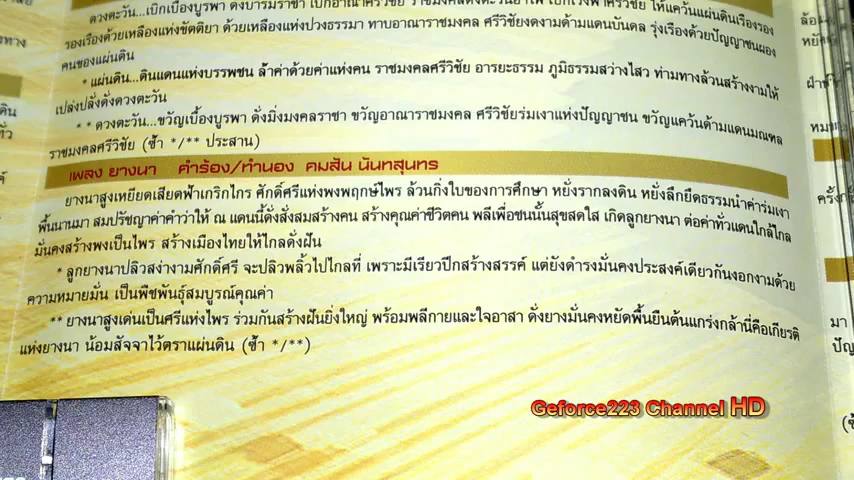 ดวงตะวัน...เบิกเบื้องบูรพา
รองเรืองด้วยเหลืองแห่งขัตติยา ด้วยเหลืองแห่งปวงธรรมา ทาบอาณาราชมงคล ศรีวิชัยงดงามด้ามแดนบันดล รุ่งเรืองด้วยปัญญาชนผอง
คนของแผ่นดิน
* แผ่นดิน...ดินแดนแห่งบรรพชน ล้ำค่าด้วยค่าแห่งคน ราชมงคลศรีวิชัย อารยะธรรม ภูมิธรรมสว่างไสว ท่ามทางล้วนสร้างงามให้
เปล่งปลั่งดั่งดวงตะวัน
* * ดวงตะวัน...ขวัญเบื้องบูรพา ดั่งมิ่งมงคลราชา ขวัญอาณาราชมงคล ศรีวิชัยร่มเงาแห่งปัญญาชน ขวัญแคว้นด้ามแดนมณฑล
ราชมงคลศรีวิชัย (ซ้ำ */** ประสาน)
เพลง ยางนา คำร้อง/ทำนอง คมสัน นันทสุนทร
ยางนาสูงเหยียดเสียดฟ้าเกริกไกร ศักดิ์ศรีแห่งพงพฤกษ์ไพร ล้วนกิ่งใบของการศึกษา หยั่งรากลงดิน หยั่งลึกยืดธรรมนำค่าร่มเงา
พื้นนานมา สมปรัชญาค่าคำว่าให้ ณ แดนนี้ดั่งสั่งสมสร้างคน สร้างคุณค่าชีวิตคน พลีเพื่อชนนั้นสุขสดใส เกิดลูกยางนา ต่อค่าทั่วแดนใกล้ไกล
มั่นคงสร้างพงเป็นไพร สร้างเมืองไทยให้ไกลดั่งฝัน
* ลูกยางนาปลิวสง่างามศักดิ์ศรี จะปลิวพลิ้วไปไกลที่ เพราะมีเรียวปีกสร้างสรรค์ แต่ยังดำรงมั่นคงประสงค์เดียวกันงอกงามด้วย
ความหมายมั่น เป็นพืชพันธุ์สมบูรณ์คุณค่า
** ยางนาสูงเด่นเป็นศรีแห่งไพร ร่วมกันสร้างฝันยิ่งใหญ่ พร้อมพลีกายและใจอาสา ดั่งยางมั่นคงหยัดพื้นยืนต้นแกร่งกล้านี่คือเกียรติ
แห่งยางนา น้อมสัจจาไว้ตราแผ่นดิน (ซ้ำ */**)
Geforce223 Channel HD